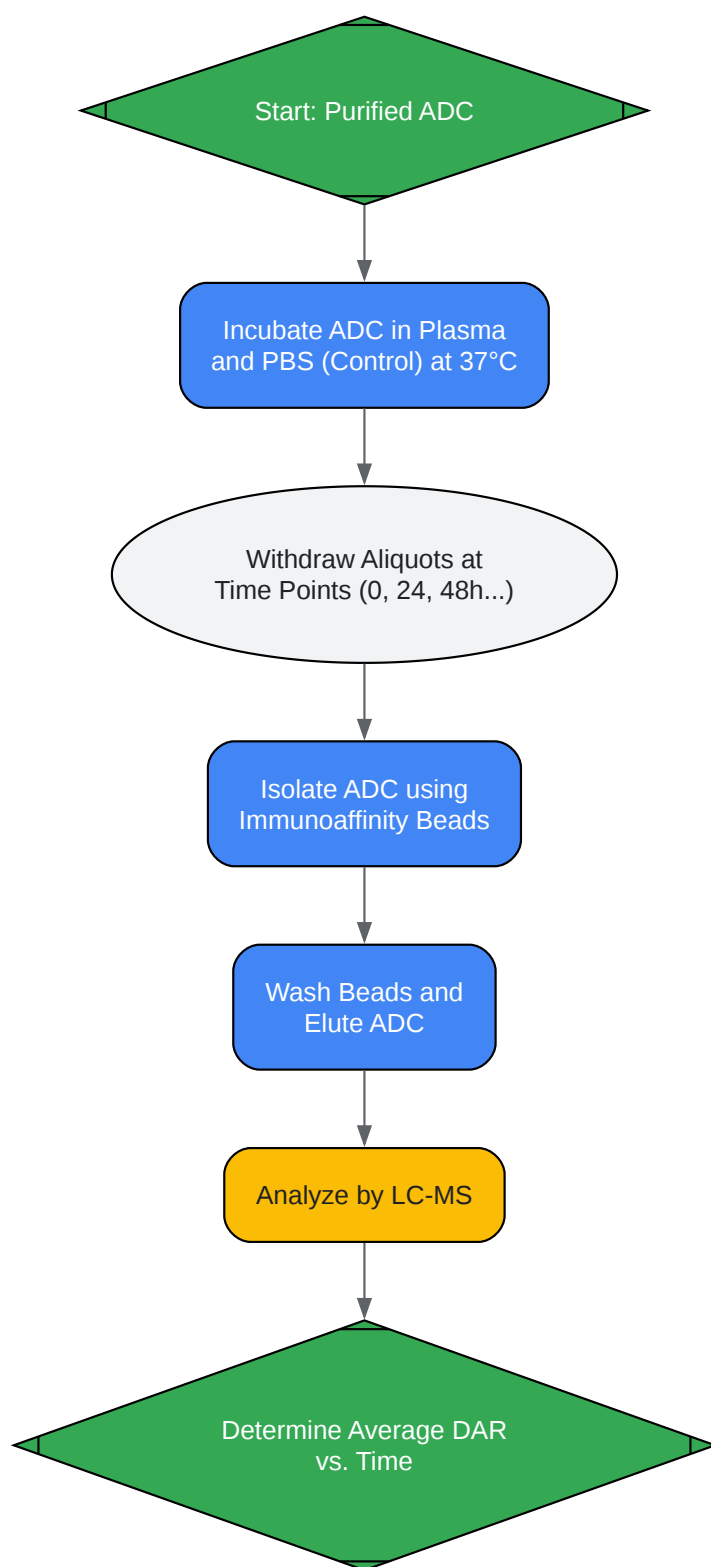 Start: Purified ADC
Incubate ADC in Plasma
and PBS (Control) at 37°C
Withdraw Aliquots at
Time Points (0, 24, 48h...)
Isolate ADC using
Immunoaffinity Beads
Wash Beads and
Elute ADC
Analyze by LC-MS
Determine Average DAR
vs. Time